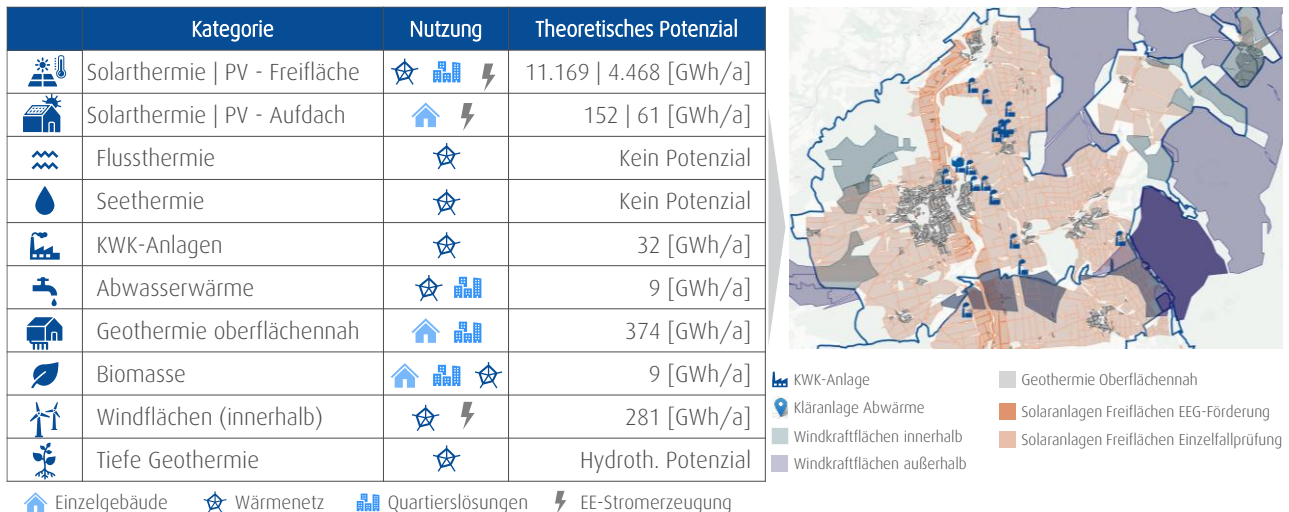 Kategorie Nutzung Theoretisches Potenzial
Solarthermie | PV - Freifläche 11.169 | 4.468 [GWh/a]
Solarthermie | PV - Aufdach 152 | 61 [GWh/a]
Flussthermie Kein Potenzial
Seethermie Kein Potenzial
KWK-Anlagen 32 [GWh/a]
Abwasserwärme 9 [GWh/a]
Geothermie oberflächennah 374 [GWh/a]
Biomasse 9 [GWh/a]
Windflächen (innerhalb) 281 [GWh/a]
Tiefe Geothermie Hydroth. Potenzial
Einzelgebäude Wärmenetz Quartierslösungen EE-Stromerzeugung
KWK-Anlage
Kläranlage Abwärme
Windkraftflächen innerhalb
Windkraftflächen außerhalb
Geothermie Oberflächennah
Solaranlagen Freiflächen EEG-Förderung
Solaranlagen Freiflächen Einzelfallprüfung